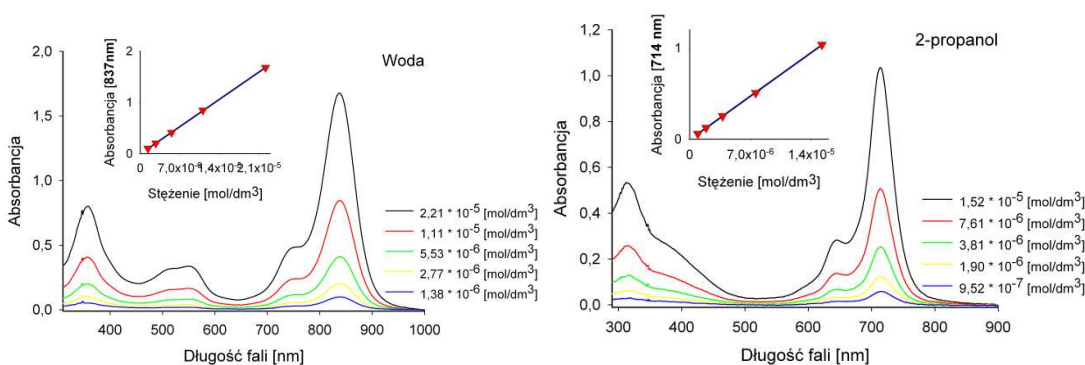 Woda
2,0
1,5
1,0
0,5
0,0
Absorbancja
400 500 600 700 800 900 1000
Długość fali [nm]
Absorbancja [837nm]
2
1
0
0 7,0x10-6 1,4x10-5 2,1x10-5
Stężenie [mol/dm3]
2,21 * 10-5 [mol/dm3]
1,11 * 10-5 [mol/dm3]
5,53 * 10-6 [mol/dm3]
2,77 * 10-6 [mol/dm3]
1,38 * 10-6 [mol/dm3]
2-propanol
1,2
1,0
0,8
0,6
0,4
0,2
0,0
Absorbancja
300 400 500 600 700 800 900
Długość fali [nm]
Absorbancja [714 nm]
1
0
0 7,0x10-6 1,4x10-5
Stężenie [mol/dm3]
1,52 * 10-5 [mol/dm3]
7,61 * 10-6 [mol/dm3]
3,81 * 10-6 [mol/dm3]
1,90 * 10-6 [mol/dm3]
9,52 * 10-7 [mol/dm3]